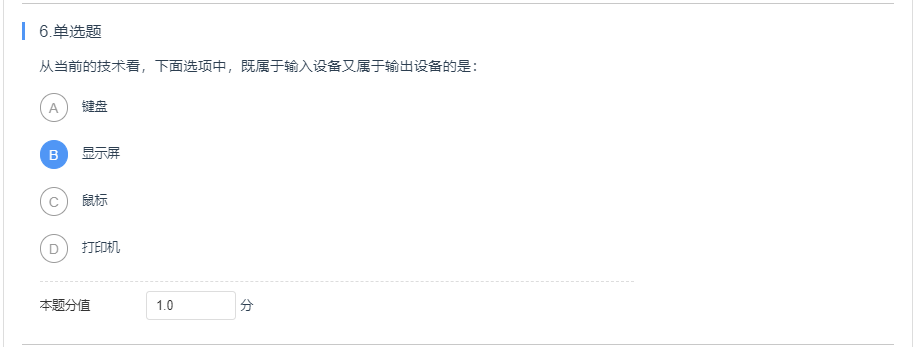 6.单选题
从当前的技术看，下面选项中，既属于输入设备又属于输出设备的是：
A 键盘
B 显示屏
C 鼠标
D 打印机
本题分值 1.0 分